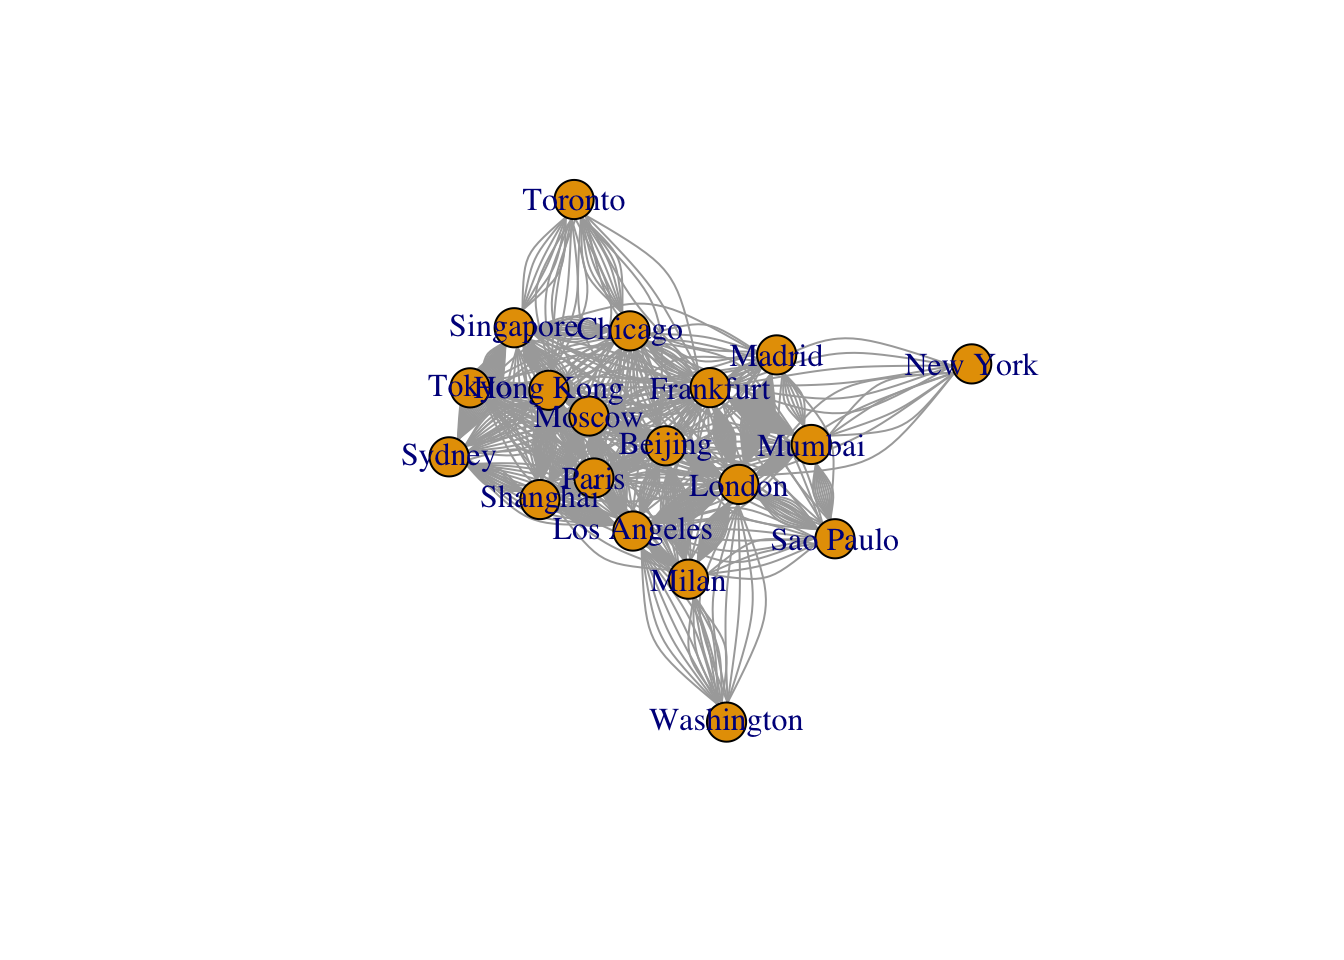 Toronto
Singapore
Chicago
Madrid
New York
Tokyo
Hong Kong
Frankfurt
Moscow
Beijing
Mumbai
Sydney
Paris
London
Shanghai
Los Angeles
Sao Paulo
Milan
Washington